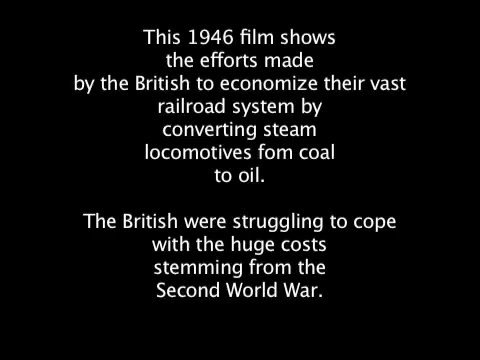 This 1946 film shows
the efforts made
by the British to economize their vast
railroad system by
converting steam
locomotives fom coal
to oil.
The British were struggling to cope
with the huge costs
stemming from the
Second World War.